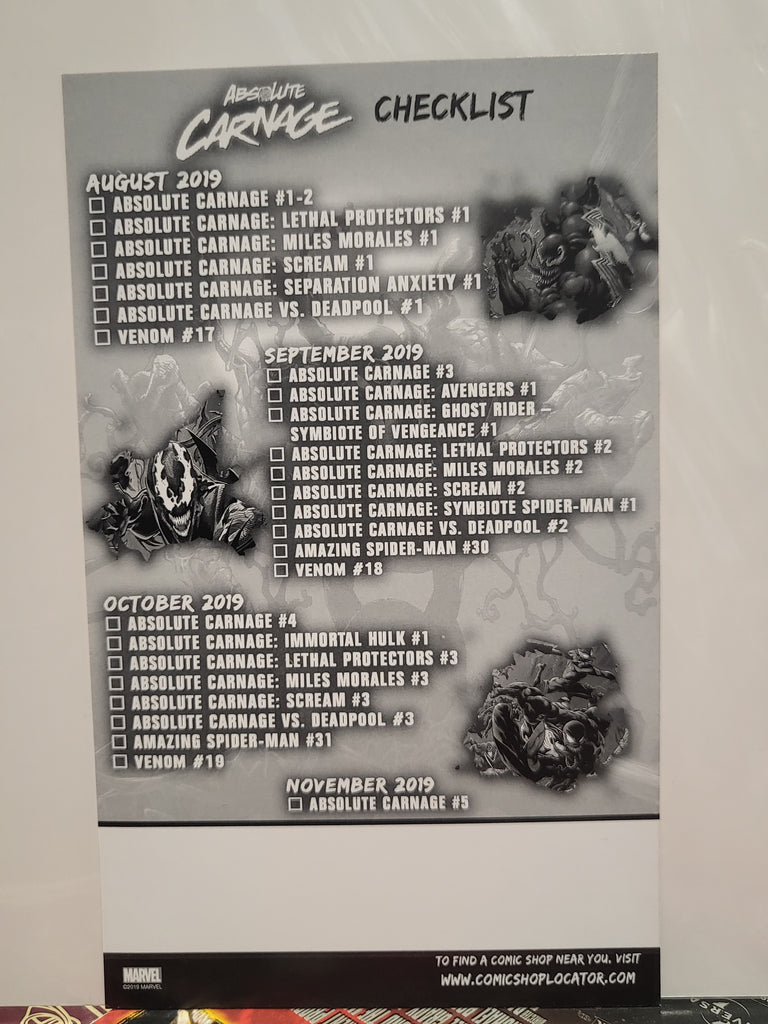 ABSOLUTE
CARNAGE CHECKLIST
AUGUST 2019
ABSOLUTE CARNAGE #1-2
ABSOLUTE CARNAGE: LETHAL PROTECTORS #1
ABSOLUTE CARNAGE: MILES MORALES #1
ABSOLUTE CARNAGE: SCREAM #1
ABSOLUTE CARNAGE: SEPARATION ANXIETY #1
ABSOLUTE CARNAGE VS. DEADPOOL #1
VENOM #17
SEPTEMBER 2019
ABSOLUTE CARNAGE #3
ABSOLUTE CARNAGE: AVENGERS #1
ABSOLUTE CARNAGE: GHOST RIDER –
SYMBIOTE OF VENGEANCE #1
ABSOLUTE CARNAGE: LETHAL PROTECTORS #2
ABSOLUTE CARNAGE: MILES MORALES #2
ABSOLUTE CARNAGE: SCREAM #2
ABSOLUTE CARNAGE: SYMBIOTE SPIDER-MAN #1
ABSOLUTE CARNAGE VS. DEADPOOL #2
AMAZING SPIDER-MAN #30
VENOM #18
OCTOBER 2019
ABSOLUTE CARNAGE #4
ABSOLUTE CARNAGE: IMMORTAL HULK #1
ABSOLUTE CARNAGE: LETHAL PROTECTORS #3
ABSOLUTE CARNAGE: MILES MORALES #3
ABSOLUTE CARNAGE: SCREAM #3
ABSOLUTE CARNAGE VS. DEADPOOL #3
AMAZING SPIDER-MAN #31
VENOM #19
NOVEMBER 2019
ABSOLUTE CARNAGE #5
TO FIND A COMIC SHOP NEAR YOU, VISIT
WWW.COMICSHOPLOCATOR.COM
MARVEL
©2019 MARVEL